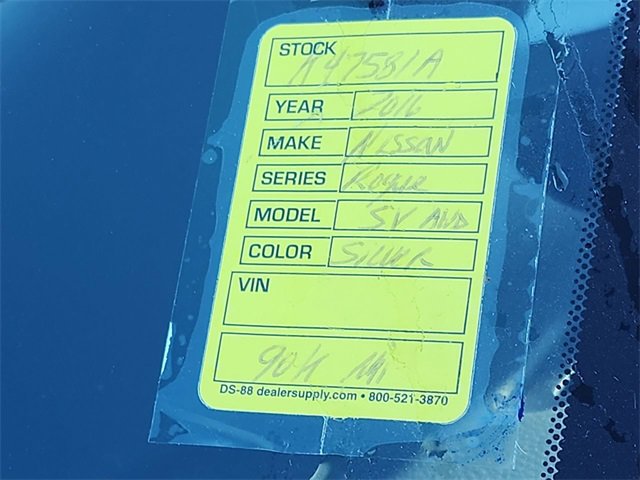 STOCK M47581A
YEAR 2016
MAKE NISSAN
SERIES Rogue
MODEL SV AWD
COLOR SILVER
VIN
90K Mi
DS-88 dealersupply.com • 800-521-3870